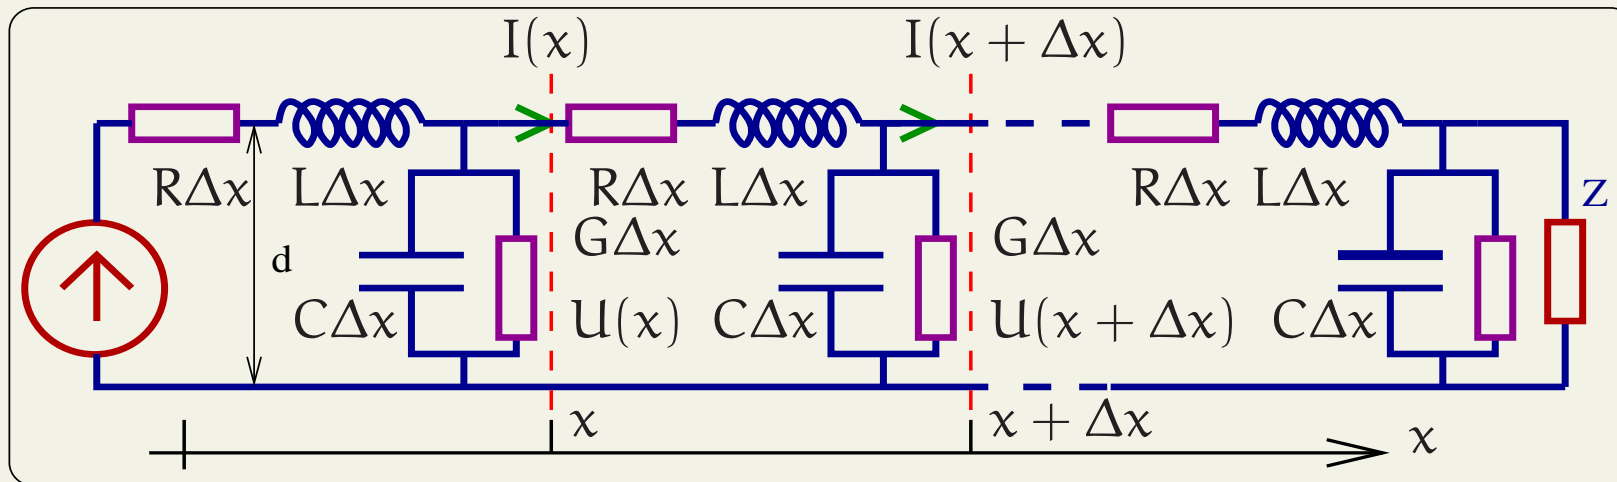 I(x) I(x + Δx)
RΔx LΔx RΔx LΔx RΔx LΔx Z
GΔx GΔx
d
CΔx U(x) CΔx U(x + Δx) CΔx
x x + Δx x